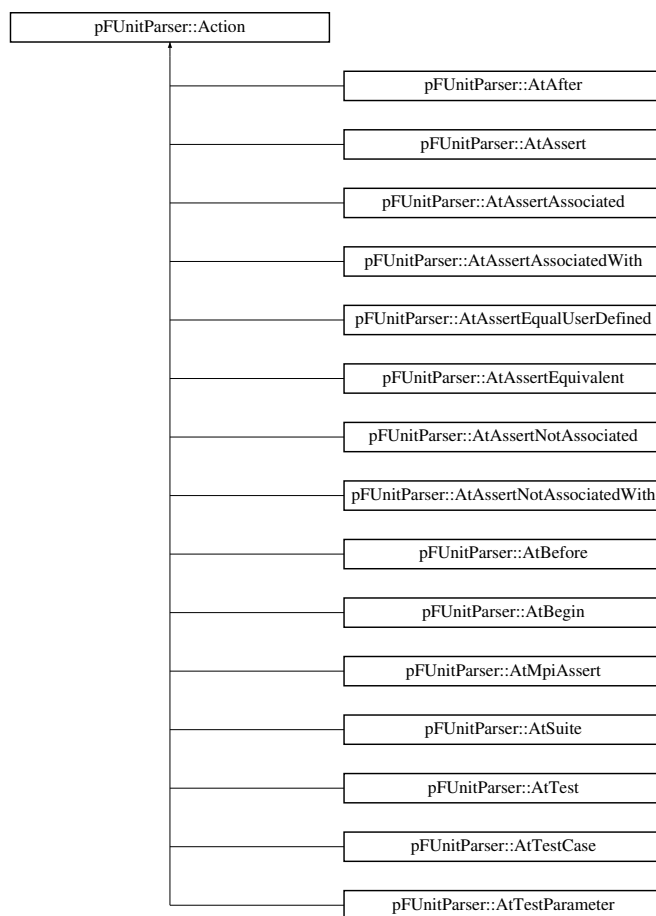 pFUnitParser::Action
pFUnitParser::AtAfter
pFUnitParser::AtAssert
pFUnitParser::AtAssertAssociated
pFUnitParser::AtAssertAssociatedWith
pFUnitParser::AtAssertEqualUserDefined
pFUnitParser::AtAssertEquivalent
pFUnitParser::AtAssertNotAssociated
pFUnitParser::AtAssertNotAssociatedWith
pFUnitParser::AtBefore
pFUnitParser::AtBegin
pFUnitParser::AtMpiAssert
pFUnitParser::AtSuite
pFUnitParser::AtTest
pFUnitParser::AtTestCase
pFUnitParser::AtTestParameter